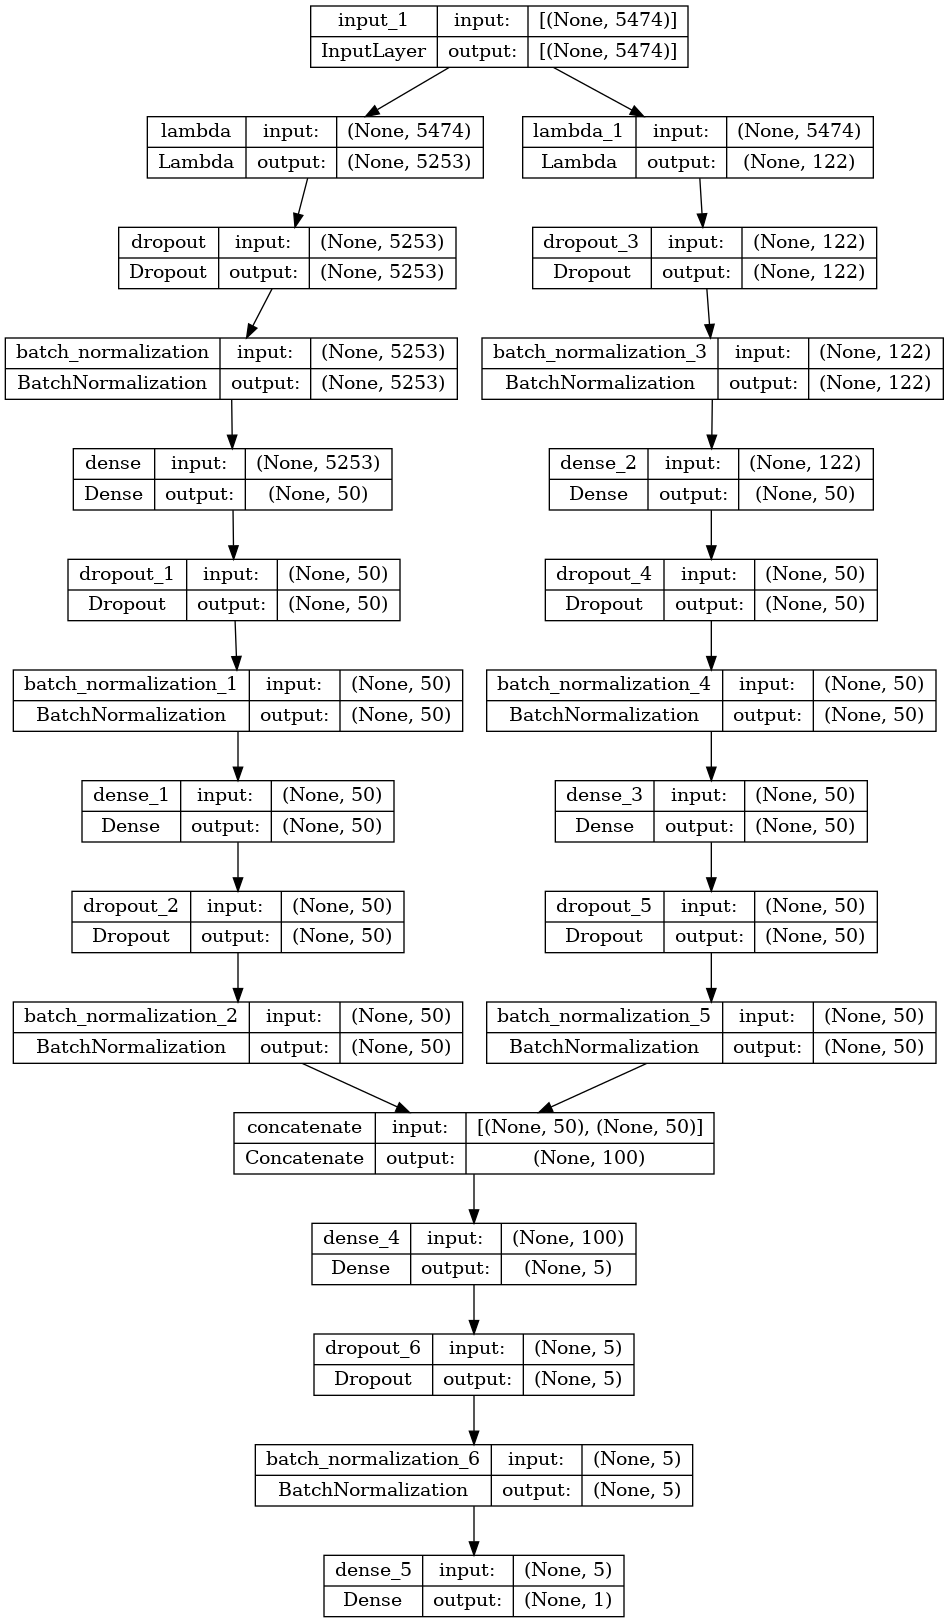 input_1 input: [(None, 5474)]
InputLayer output: [(None, 5474)]
lambda input: (None, 5474)
Lambda output: (None, 5253)
lambda_1 input: (None, 5474)
Lambda output: (None, 122)
dropout input: (None, 5253)
Dropout output: (None, 5253)
dropout_3 input: (None, 122)
Dropout output: (None, 122)
batch_normalization input: (None, 5253)
BatchNormalization output: (None, 5253)
batch_normalization_3 input: (None, 122)
BatchNormalization output: (None, 122)
dense input: (None, 5253)
Dense output: (None, 50)
dense_2 input: (None, 122)
Dense output: (None, 50)
dropout_1 input: (None, 50)
Dropout output: (None, 50)
dropout_4 input: (None, 50)
Dropout output: (None, 50)
batch_normalization_1 input: (None, 50)
BatchNormalization output: (None, 50)
batch_normalization_4 input: (None, 50)
BatchNormalization output: (None, 50)
dense_1 input: (None, 50)
Dense output: (None, 50)
dense_3 input: (None, 50)
Dense output: (None, 50)
dropout_2 input: (None, 50)
Dropout output: (None, 50)
dropout_5 input: (None, 50)
Dropout output: (None, 50)
batch_normalization_2 input: (None, 50)
BatchNormalization output: (None, 50)
batch_normalization_5 input: (None, 50)
BatchNormalization output: (None, 50)
concatenate input: [(None, 50), (None, 50)]
Concatenate output: (None, 100)
dense_4 input: (None, 100)
Dense output: (None, 5)
dropout_6 input: (None, 5)
Dropout output: (None, 5)
batch_normalization_6 input: (None, 5)
BatchNormalization output: (None, 5)
dense_5 input: (None, 5)
Dense output: (None, 1)